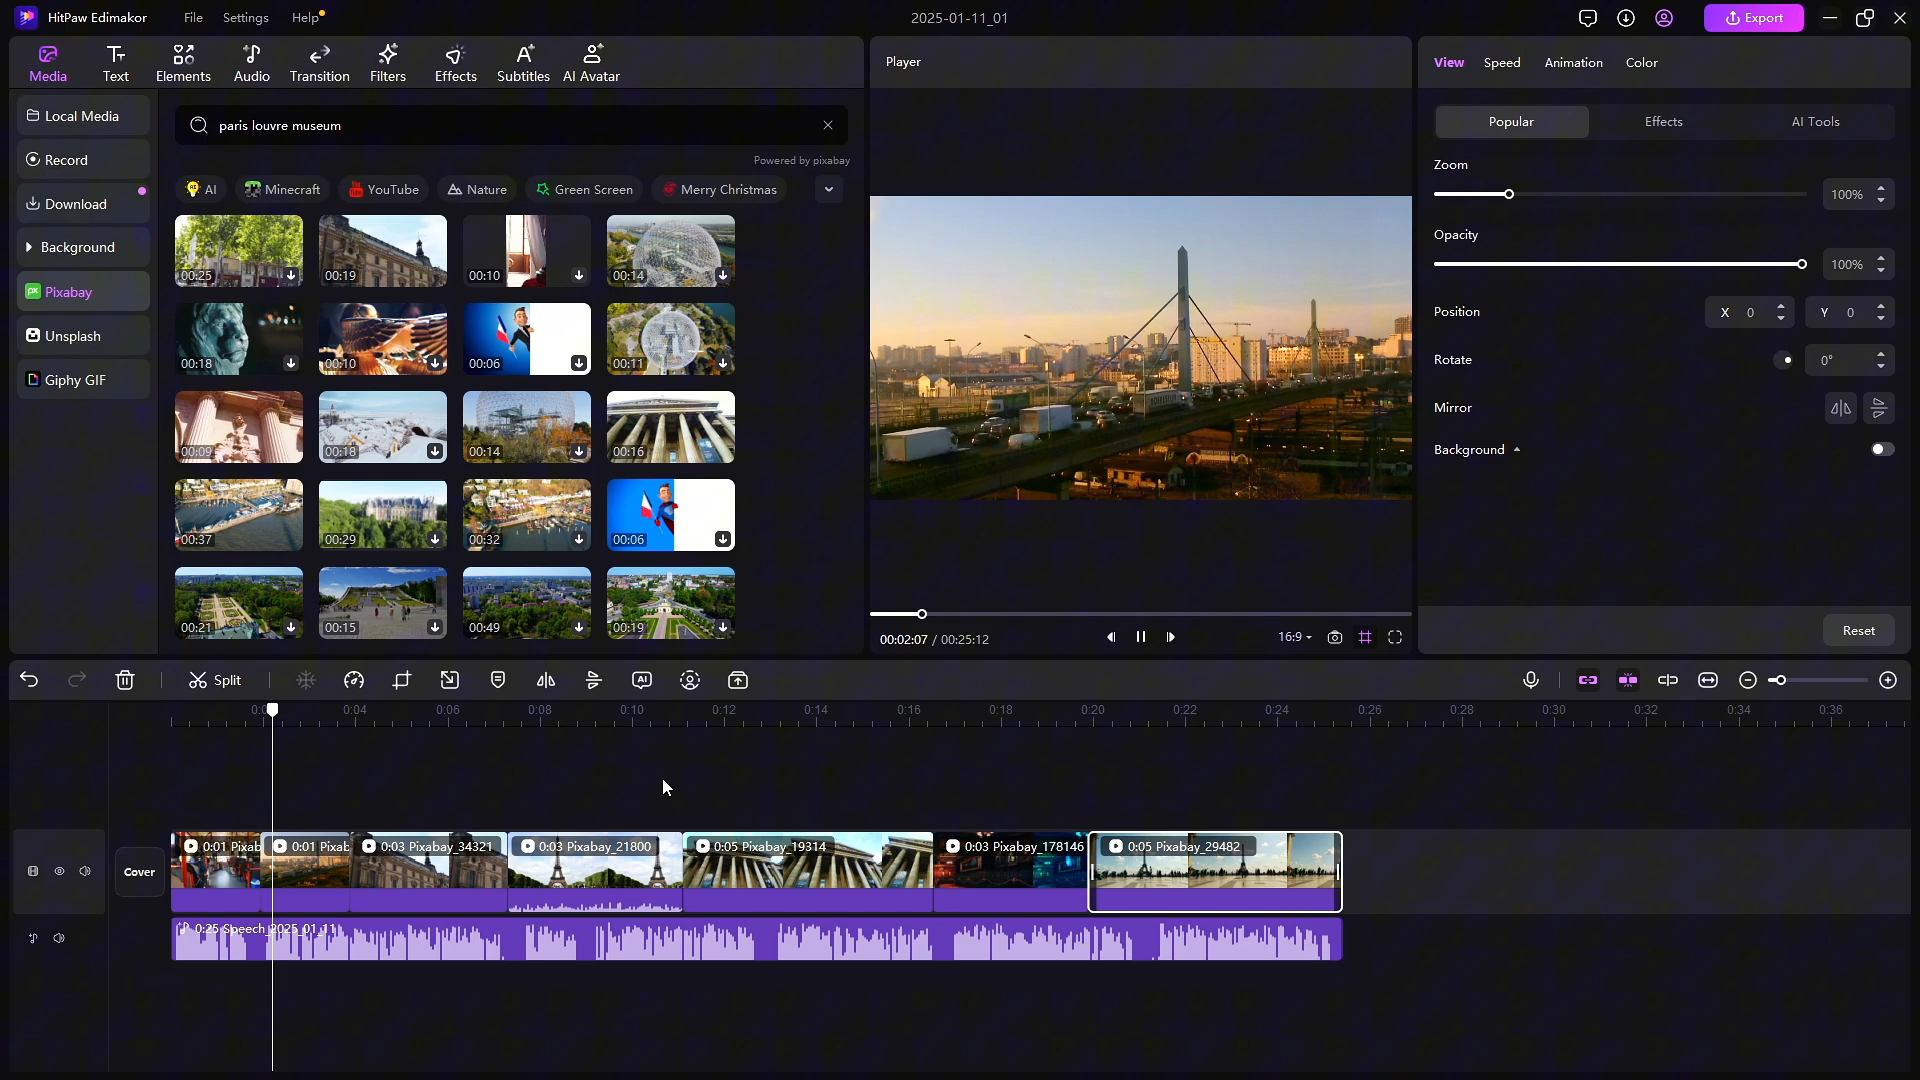 HitPaw Edimakor
File
Settings
Help
2025-01-11_01
Export
Media
Text
Elements
Audio
Transition
Filters
Effects
Subtitles
AI Avatar
Local Media
Record
Download
Background
Pixabay
Unsplash
Giphy GIF
paris louvre museum
Powered by pixabay
AI
Minecraft
YouTube
Nature
Green Screen
Merry Christmas
00:25
00:19
00:10
00:14
00:18
00:10
00:06
00:11
00:09
00:18
00:14
00:16
00:37
00:29
00:32
00:06
00:21
00:15
00:49
00:19
Player
00:02:07 / 00:25:12
16:9
View
Speed
Animation
Color
Popular
Effects
AI Tools
Zoom
100%
Opacity
100%
Position
X 0
Y 0
Rotate
0°
Mirror
Background
Reset
Split
AI
0:04
0:06
0:08
0:10
0:12
0:14
0:16
0:18
0:20
0:22
0:24
0:26
0:28
0:30
0:32
0:34
0:36
Cover
0:01 Pixab
0:01 Pixab
0:03 Pixabay_34321
0:03 Pixabay_21800
0:05 Pixabay_19314
0:03 Pixabay_178146
0:05 Pixabay_29482
0:25 Speech_2025_01_11